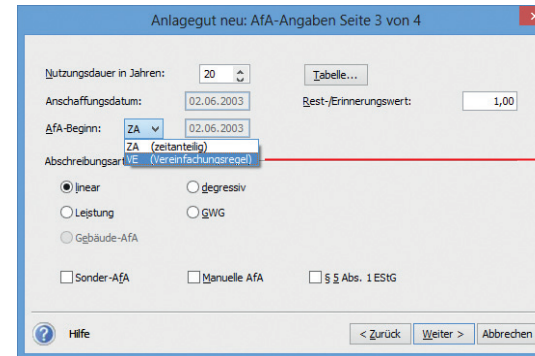 Anlagegut neu: AfA-Angaben Seite 3 von 4
Nutzungsdauer in Jahren: 20 Tabelle...
Anschaffungsdatum: 02.06.2003 Rest-/Erinnerungswert: 1,00
AfA-Beginn: ZA 02.06.2003
ZA (zeitanteilig)
Abschreibungsart VE (Vereinfachungsregel)
linear degressiv
Leistung GWG
Gebäude-AfA
Sonder-AfA Manuelle AfA § 5 Abs. 1 EStG
Hilfe < Zurück Weiter > Abbrechen